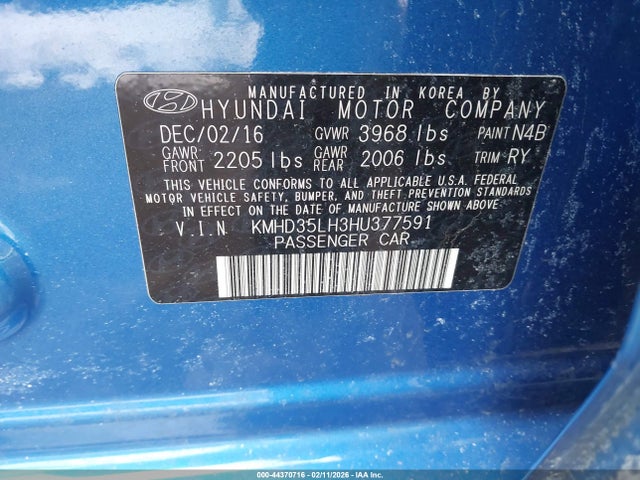 MANUFACTURED IN KOREA BY
HYUNDAI MOTOR COMPANY
DEC/02/16 GVWR 3968 lbs PAINT N4B
GAWR FRONT 2205 lbs GAWR REAR 2006 lbs TRIM RY
THIS VEHICLE CONFORMS TO ALL APPLICABLE U.S.A. FEDERAL
MOTOR VEHICLE SAFETY, BUMPER, AND THEFT PREVENTION STANDARDS
IN EFFECT ON THE DATE OF MANUFACTURE SHOWN ABOVE.
V I N KMHD35LH3HU377591
PASSENGER CAR
000-44370716 - 02/11/2026 - IAA.